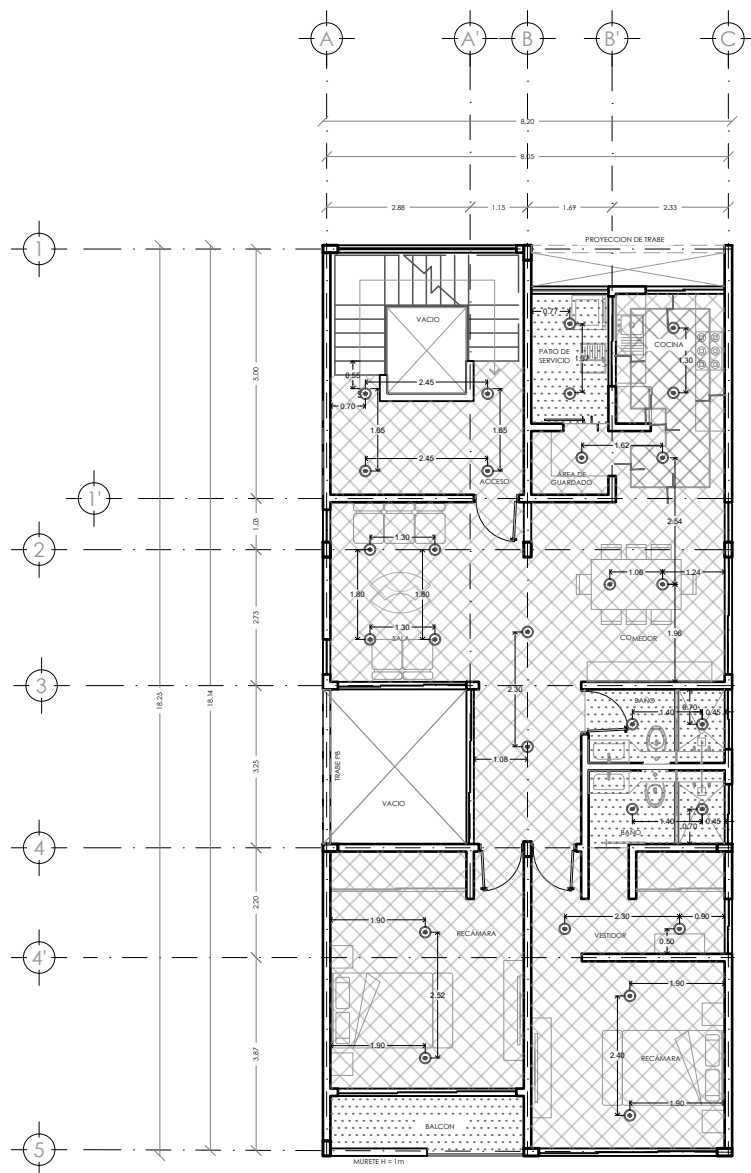 A
A'
B
B'
C
8.20
8.05
2.88
1.15
1.69
2.33
PROYECCION DE TRABE
1
VACIO
0.77
PATIO DE
SERVICIO
COCINA
1.30
0.55
2.45
0.70
5.00
1.65
1.65
1.62
2.45
ACCESO
AREA DE
GUARDADO
1'
2.54
1.30
2
1.06
1.24
1.80
1.80
2.73
1.30
SALA
COMEDOR
1.96
3
2.30
BAÑO
0.70
1.40
0.45
18.25
18.14
3.25
1.08
TRABE PB
VACIO
1.40
0.45
0.70
BAÑO
4
2.20
1.90
2.30
0.90
RECAMARA
VESTIDOR
0.50
4'
2.52
1.90
3.87
1.90
2.40
RECAMARA
1.90
BALCON
5
MURETE H = 1m